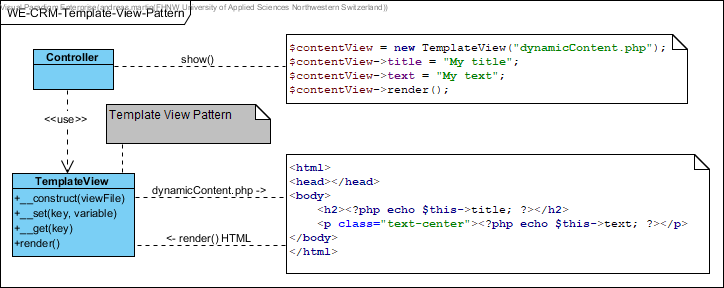 Visual Paradigm Enterprise(andreas.martin(FHNW University of Applied Sciences Northwestern Switzerland))
WE-CRM-Template-View-Pattern
Controller
show()
$contentView = new TemplateView("dynamicContent.php");
$contentView->title = "My title";
$contentView->text = "My text";
$contentView->render();
<<use>>
Template View Pattern
TemplateView
+__construct(viewFile)
+__set(key, variable)
+__get(key)
+render()
dynamicContent.php ->
<- render() HTML
<html>
<head></head>
<body>
<h2><?php echo $this->title; ?></h2>
<p class="text-center"><?php echo $this->text; ?></p>
</body>
</html>